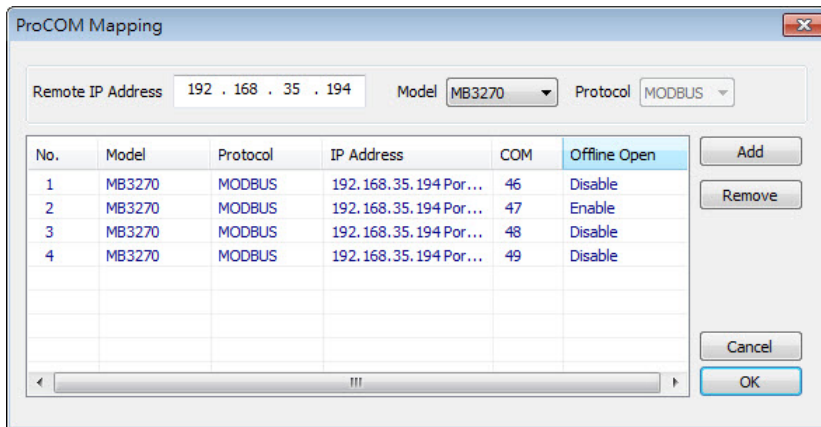 ProCOM Mapping
Remote IP Address 192 . 168 . 35 . 194 Model MB3270 Protocol MODBUS
No. Model Protocol IP Address COM Offline Open
1 MB3270 MODBUS 192.168.35.194 Por... 46 Disable
2 MB3270 MODBUS 192.168.35.194 Por... 47 Enable
3 MB3270 MODBUS 192.168.35.194 Por... 48 Disable
4 MB3270 MODBUS 192.168.35.194 Por... 49 Disable
Add
Remove
Cancel
OK